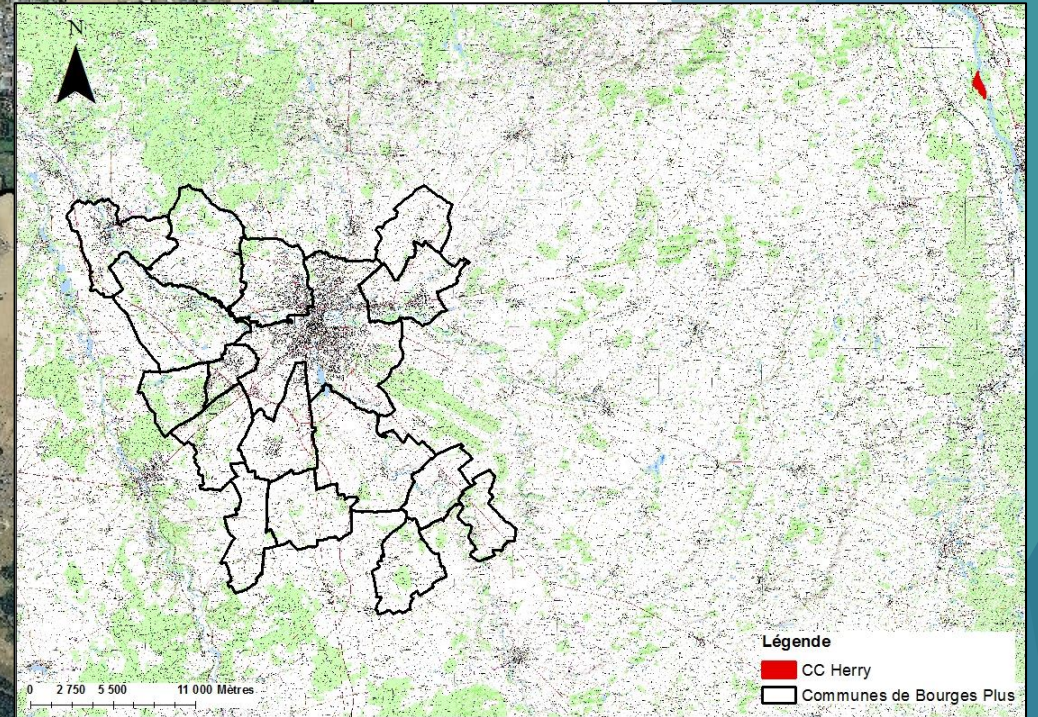 N
Légende
CC Herry
Communes de Bourges Plus
0 2 750 5 500 11 000 Mètres